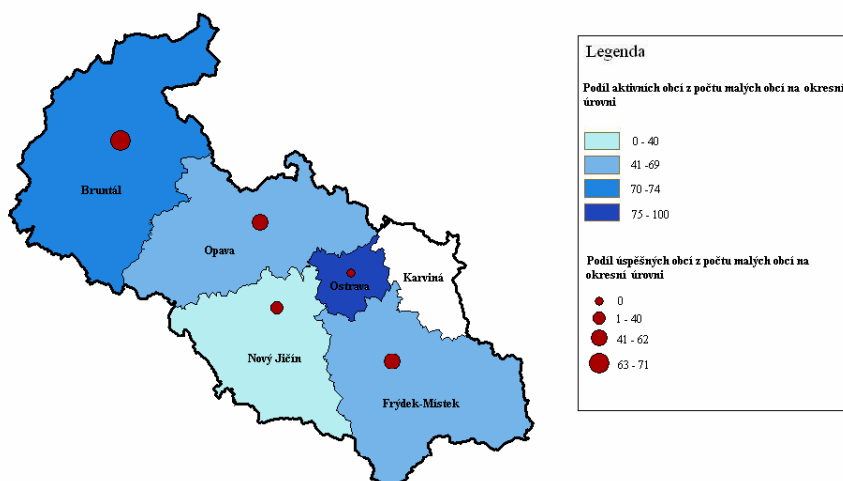 Legenda
Podíl aktivních obcí z počtu malých obcí na okresní
úrovni
0 - 40
41 -69
70 -74
75 - 100
Podíl úspěšných obcí z počtu malých obcí na
okresní úrovni
0
1 - 40
41 - 62
63 - 71
Bruntál
Opava
Ostrava
Karviná
Nový Jičín
Frýdek-Místek